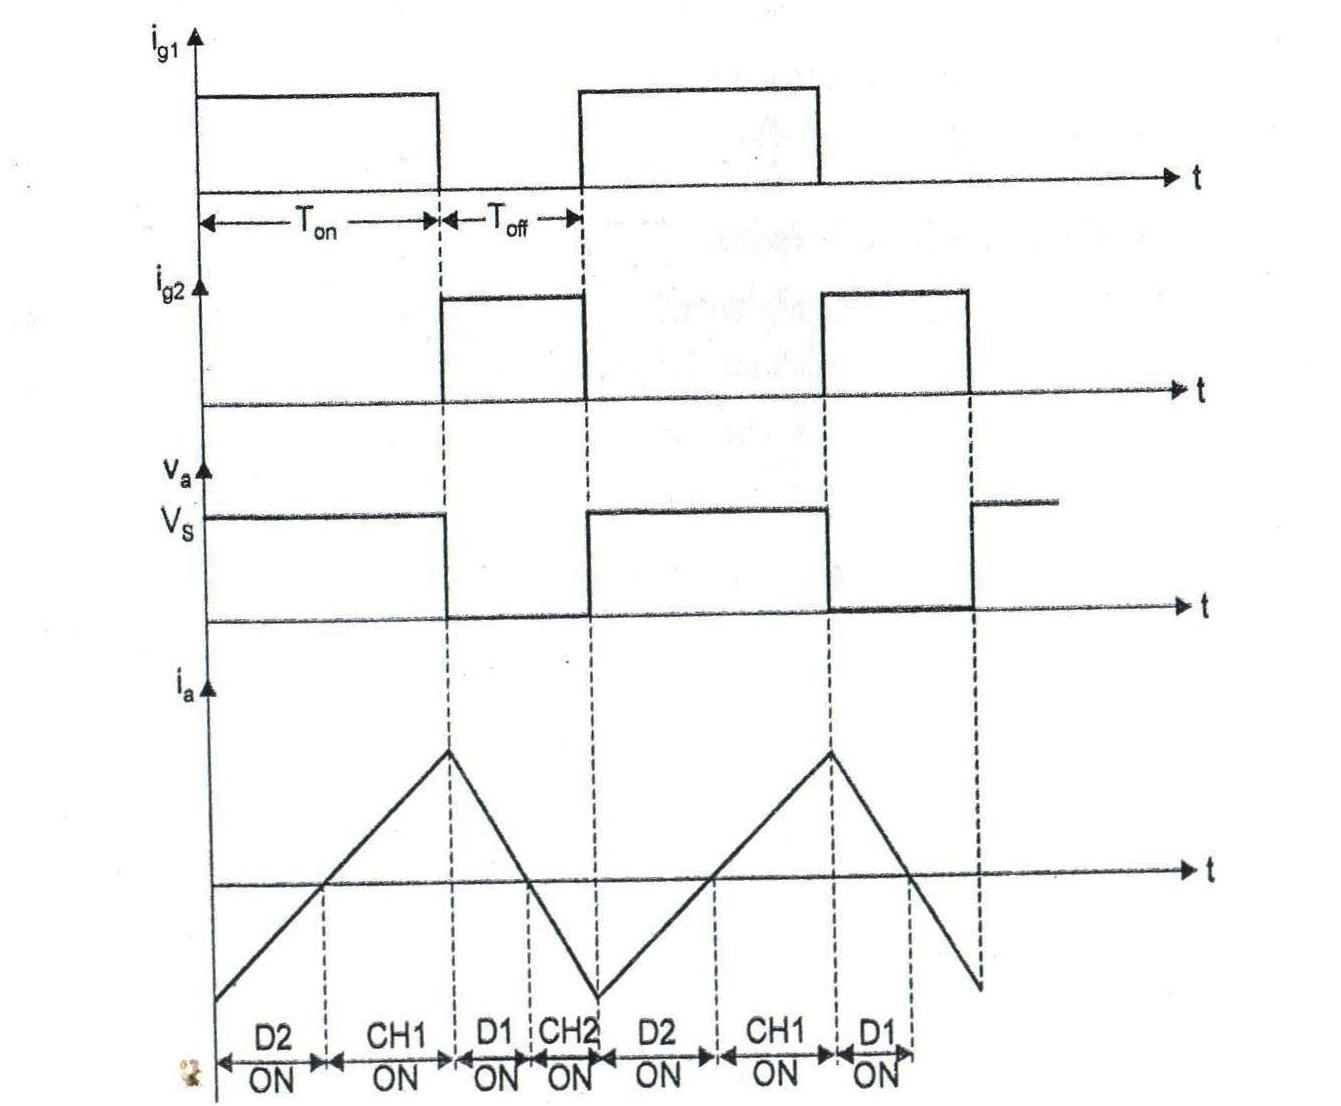 ig1
t
Ton
Toff
ig2
t
va
Vs
t
ia
t
D2 CH1 D1 CH2 D2 CH1 D1
ON ON ON ON ON ON ON